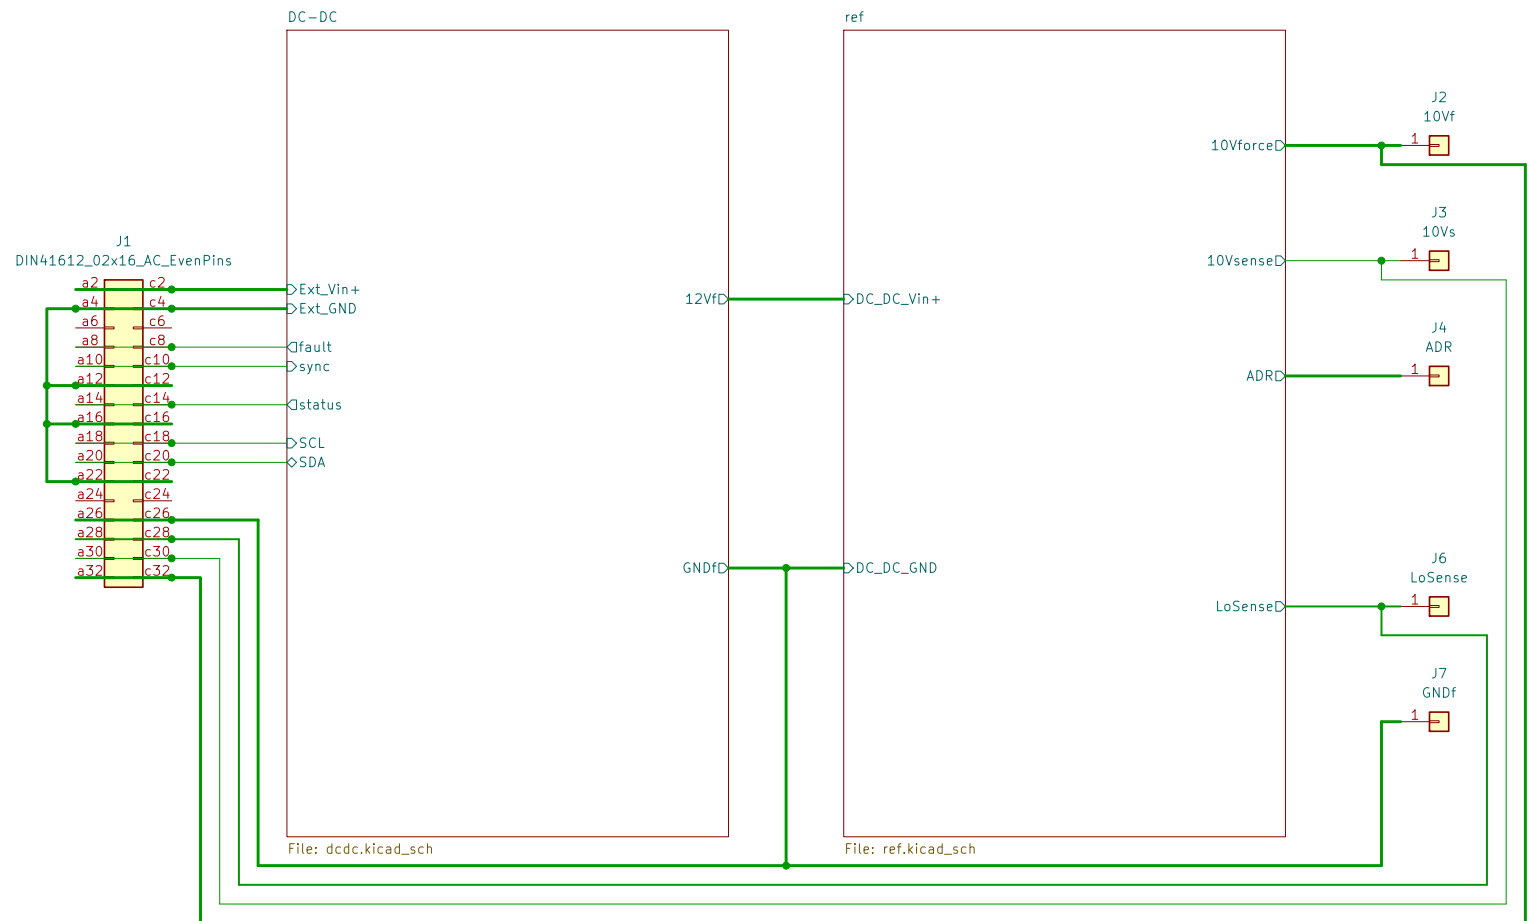 DC-DC
ref
J2
10Vf
10Vforce
1
J3
10Vs
10Vsense
1
J1
DIN41612_02x16_AC_EvenPins
a2 c2 Ext_Vin+
a4 c4 Ext_GND
12Vf
DC_DC_Vin+
a6 c6
J4
ADR
a8 c8 fault
a10 c10 sync
ADR
1
a12 c12
a14 c14 status
a16 c16
a18 c18 SCL
a20 c20 SDA
a22 c22
a24 c24
a26 c26
a28 c28
a30 c30
a32 c32
GNDf
DC_DC_GND
J6
LoSense
LoSense
1
J7
GNDf
1
File: dcdc.kicad_sch
File: ref.kicad_sch